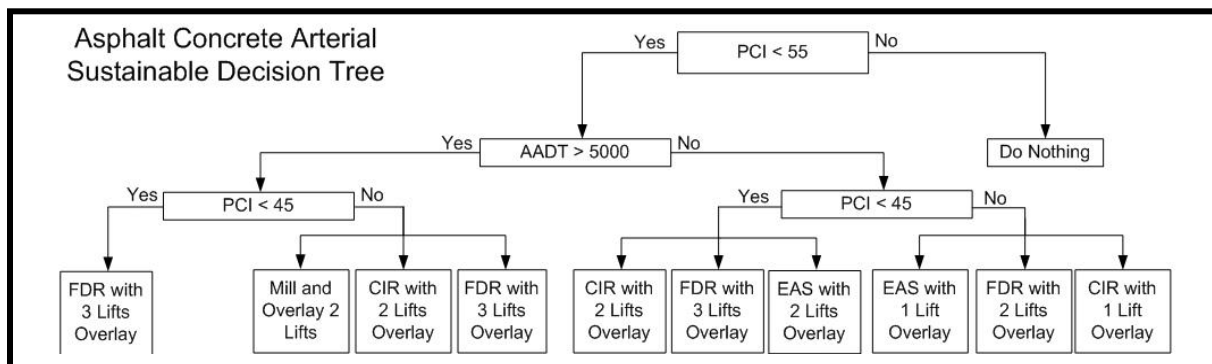 Asphalt Concrete Arterial
Sustainable Decision Tree
Yes
PCI < 55
No
Yes
AADT > 5000
No
Do Nothing
Yes
PCI < 45
No
Yes
PCI < 45
No
FDR with
3 Lifts
Overlay
Mill and
Overlay 2
Lifts
CIR with
2 Lifts
Overlay
FDR with
3 Lifts
Overlay
CIR with
2 Lifts
Overlay
FDR with
3 Lifts
Overlay
EAS with
2 Lifts
Overlay
EAS with
1 Lift
Overlay
FDR with
2 Lifts
Overlay
CIR with
1 Lift
Overlay